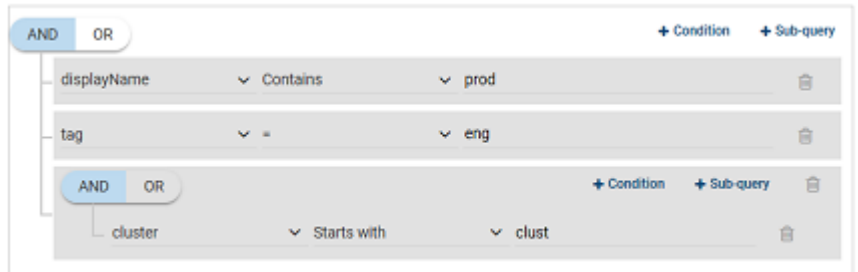 AND OR + Condition + Sub-query
displayName Contains prod
tag = eng
AND OR + Condition + Sub-query
cluster Starts with clust